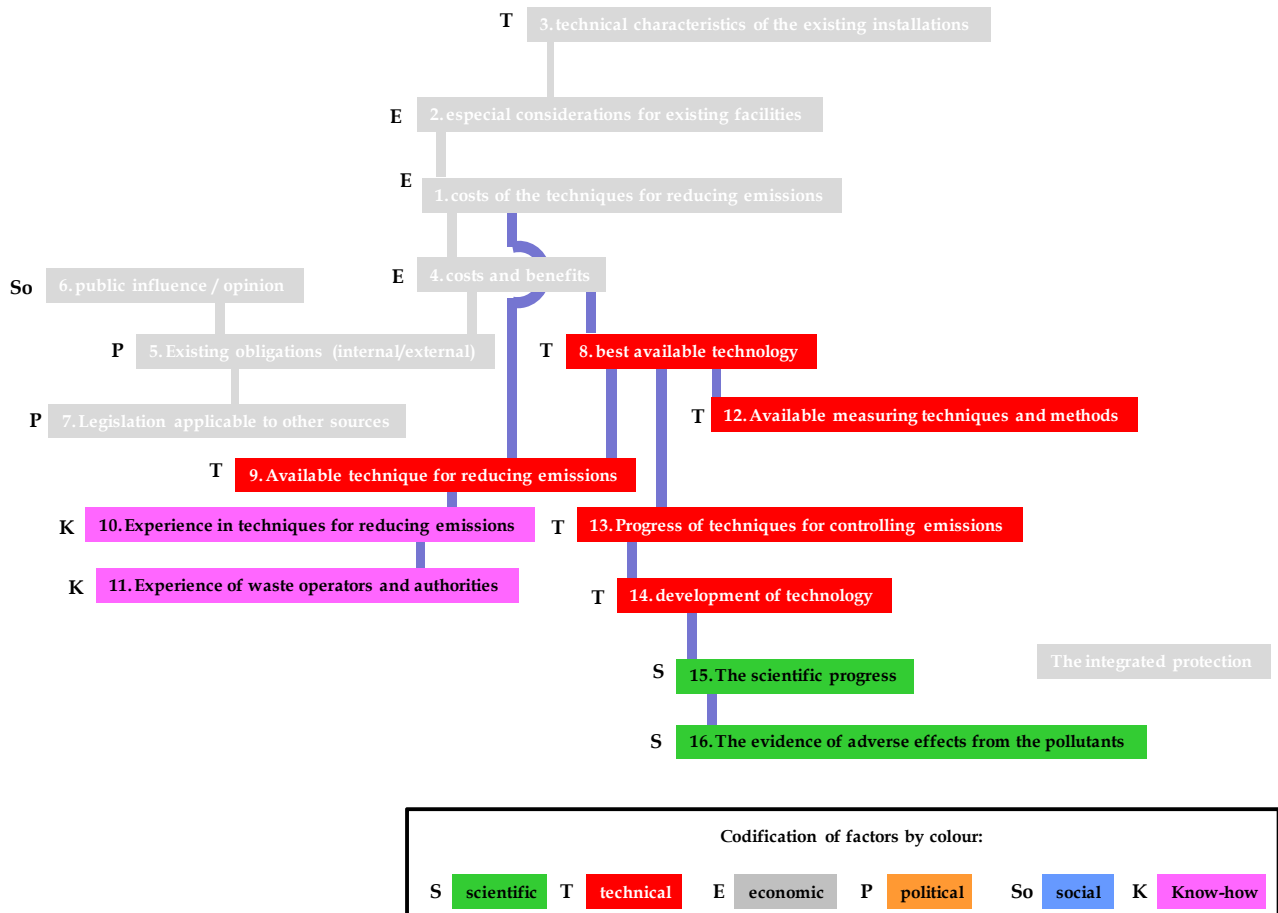 T 3. technical characteristics of the existing installations
E 2. especial considerations for existing facilities
E 1. costs of the techniques for reducing emissions
E 4. costs and benefits
So 6. public influence / opinion
P 5. Existing obligations (internal/external)
T 8. best available technology
P 7. Legislation applicable to other sources
T 12. Available measuring techniques and methods
T 9. Available technique for reducing emissions
K 10. Experience in techniques for reducing emissions
T 13. Progress of techniques for controlling emissions
K 11. Experience of waste operators and authorities
T 14. development of technology
The integrated protection
S 15. The scientific progress
S 16. The evidence of adverse effects from the pollutants
Codification of factors by colour:
S scientific T technical E economic P political So social K Know-how